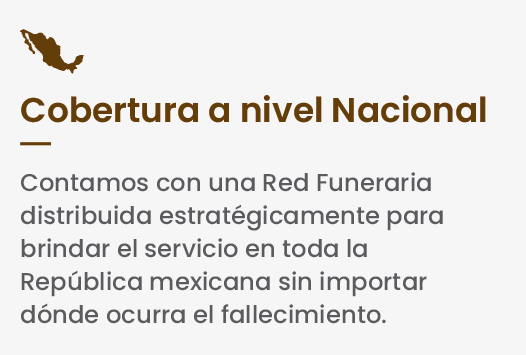 Cobertura a nivel Nacional
Contamos con una Red Funeraria
distribuida estratégicamente para
brindar el servicio en toda la
República mexicana sin importar
dónde ocurra el fallecimiento.